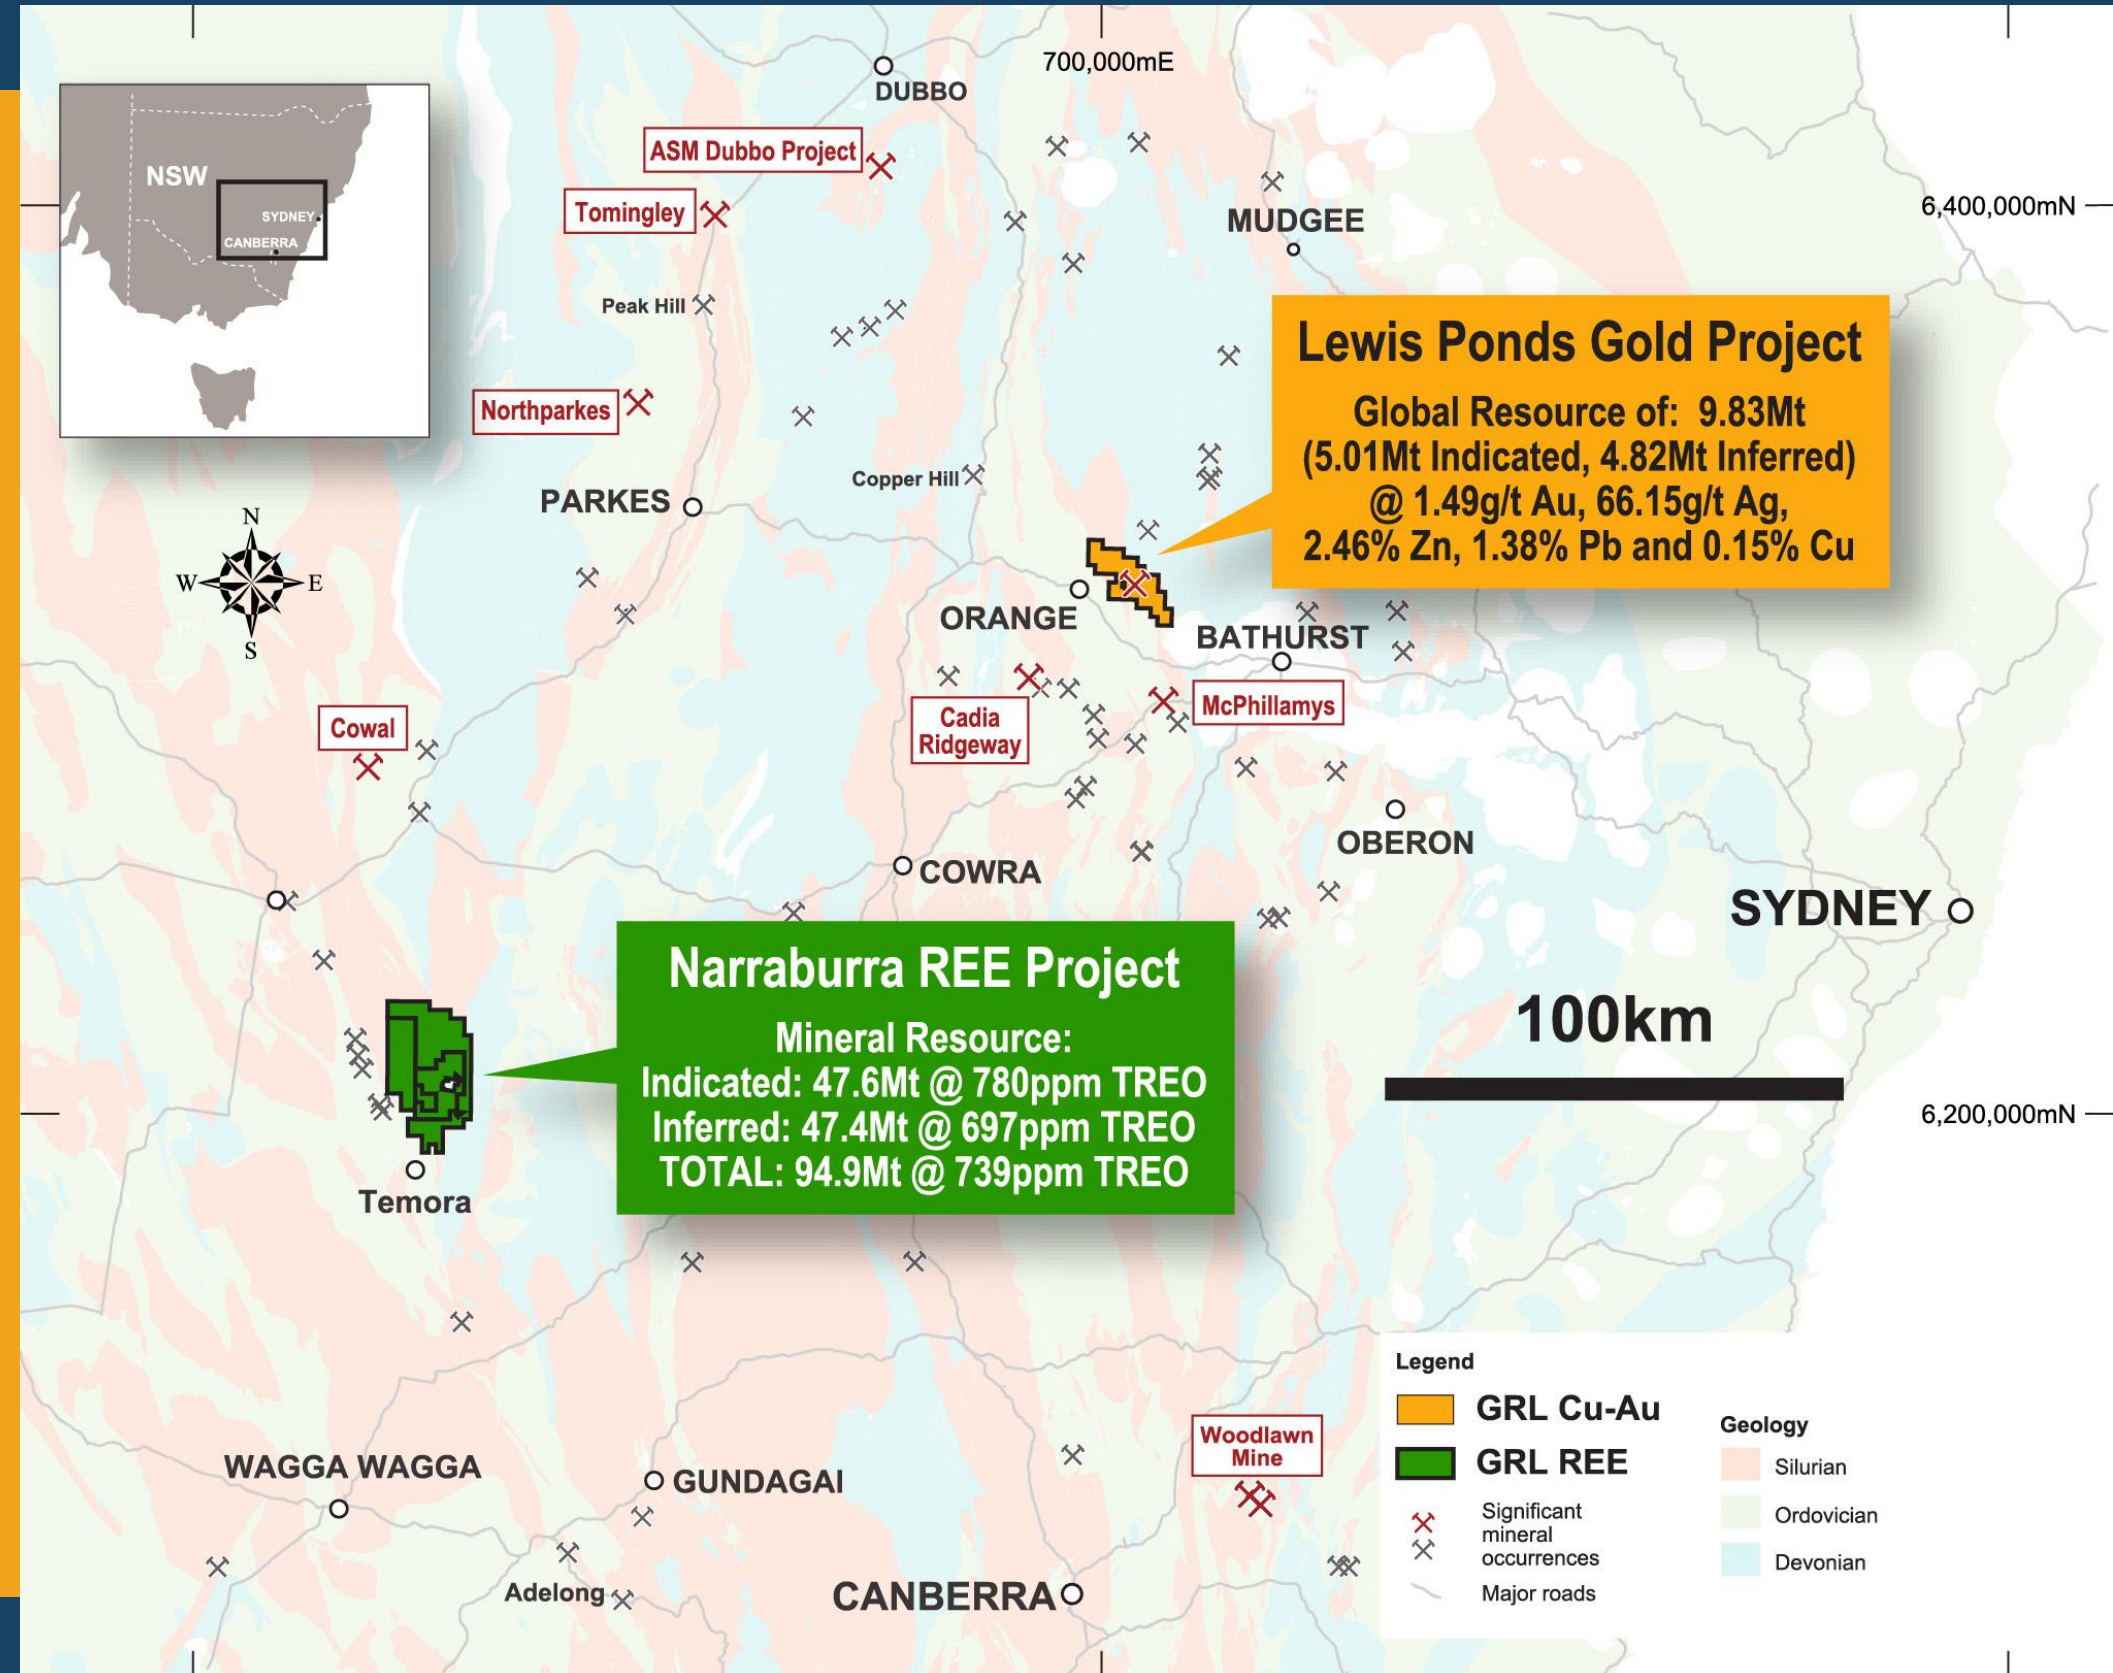 700,000mE
DUBBO
NSW
SYDNEY
CANBERRA
ASM Dubbo Project
Tomingley
6,400,000mN
MUDGEE
Peak Hill
Lewis Ponds Gold Project
Global Resource of: 9.83Mt
(5.01Mt Indicated, 4.82Mt Inferred)
@ 1.49g/t Au, 66.15g/t Ag,
2.46% Zn, 1.38% Pb and 0.15% Cu
Northparkes
Copper Hill
PARKES
N
W
E
S
ORANGE
BATHURST
McPhillamys
Cadia
Ridgeway
Cowal
OBERON
COWRA
SYDNEY
Narraburra REE Project
Mineral Resource:
Indicated: 47.6Mt @ 780ppm TREO
Inferred: 47.4Mt @ 697ppm TREO
TOTAL: 94.9Mt @ 739ppm TREO
100km
6,200,000mN
Temora
Woodlawn
Mine
WAGGA WAGGA
GUNDAGAI
Adelong
CANBERRA
Legend
GRL Cu-Au
GRL REE
Significant
mineral
occurrences
Major roads
Geology
Silurian
Ordovician
Devonian